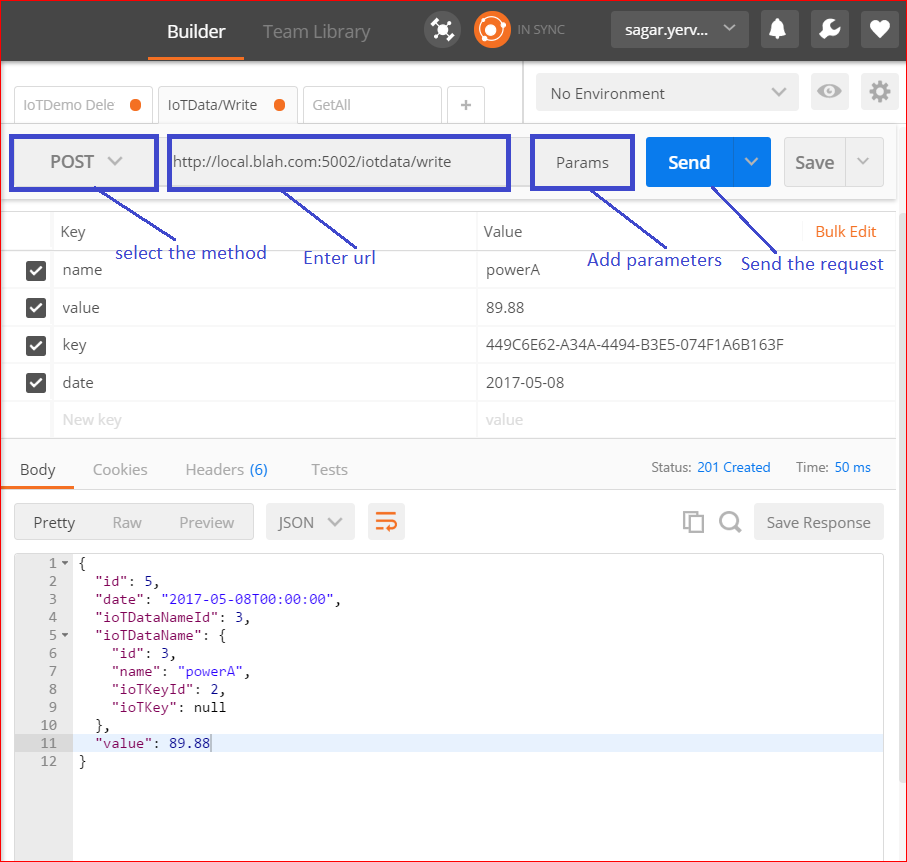 Builder Team Library IN SYNC sagar.yerv...
IoTDemo Dele IoTData/Write GetAll + No Environment
POST http://local.blah.com:5002/iotdata/write Params Send Save
Key Value Bulk Edit
select the method Enter url Add parameters Send the request
name powerA
value 89.88
key 449C6E62-A34A-4494-B3E5-074F1A6B163F
date 2017-05-08
New key value
Body Cookies Headers (6) Tests Status: 201 Created Time: 50 ms
Pretty Raw Preview JSON Save Response
1 {
2 "id": 5,
3 "date": "2017-05-08T00:00:00",
4 "ioTDataNameId": 3,
5 "ioTDataName": {
6 "id": 3,
7 "name": "powerA",
8 "ioTKeyId": 2,
9 "ioTKey": null
10 },
11 "value": 89.88
12 }